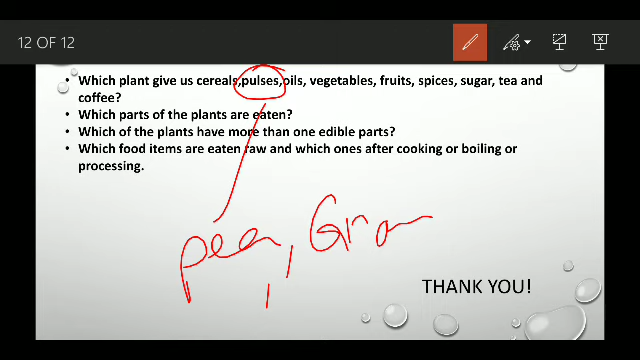 12 OF 12
• Which plant give us cereals,pulses,oils, vegetables, fruits, spices, sugar, tea and
coffee?
• Which parts of the plants are eaten?
• Which of the plants have more than one edible parts?
• Which food items are eaten raw and which ones after cooking or boiling or
processing.
pea, Gra
THANK YOU!